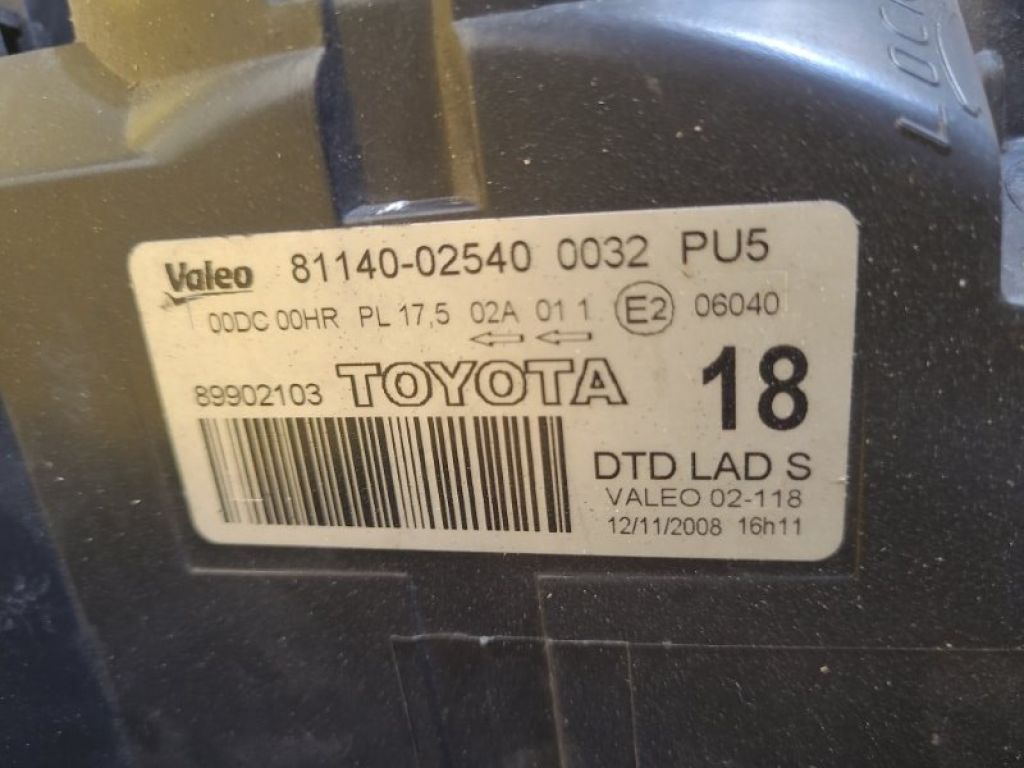 LOCK
Valeo 81140-02540 0032 PU5
00DC 00HR PL 17,5 02A 01 1 E2 06040
89902103 TOYOTA 18
DTD LAD S
VALEO 02-118
12/11/2008 16h11